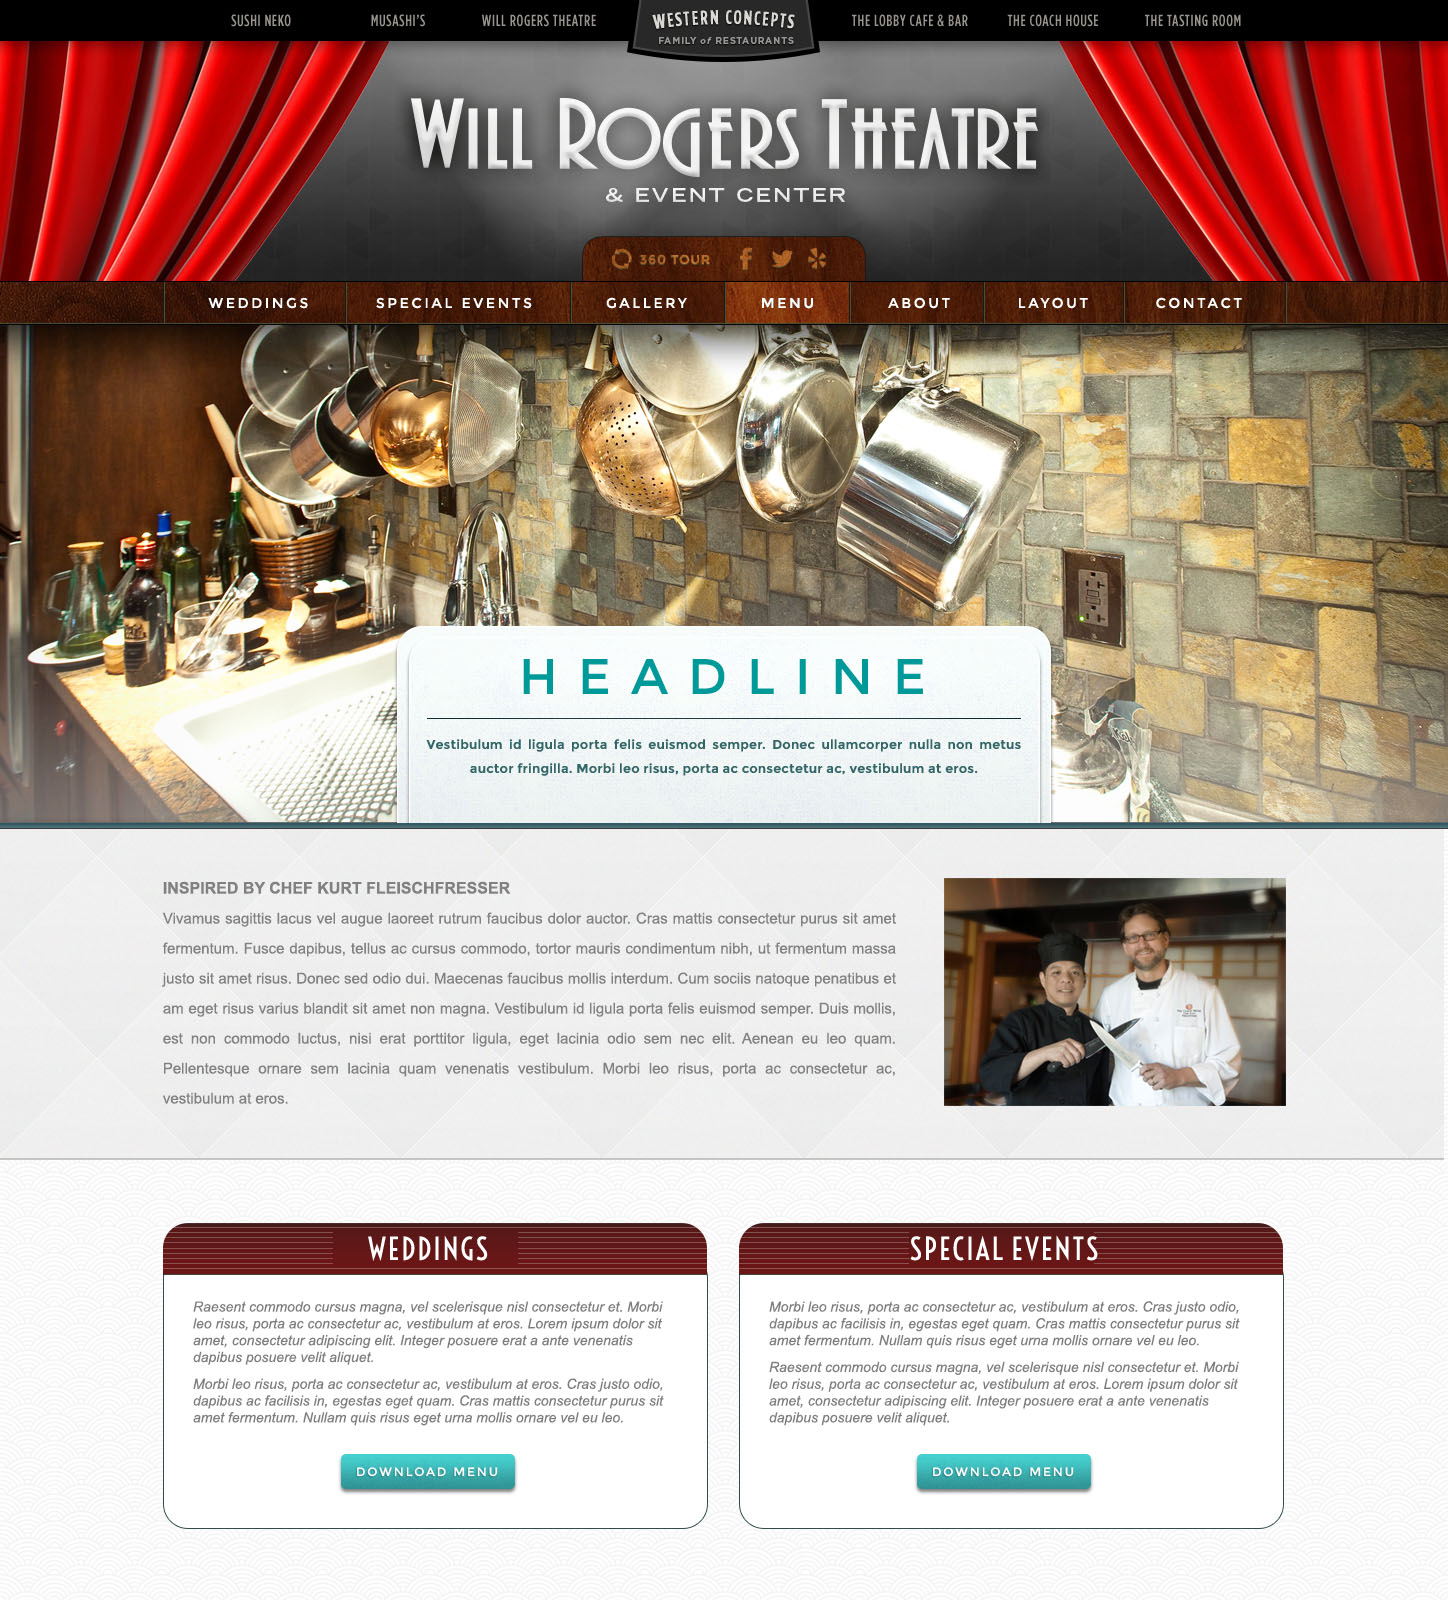 SUSHI NEKO
MUSASHI'S
WILL ROGERS THEATRE
WESTERN CONCEPTS
FAMILY of RESTAURANTS
THE LOBBY CAFE & BAR
THE COACH HOUSE
THE TASTING ROOM
WILL ROGERS THEATRE
& EVENT CENTER
360 TOUR
WEDDINGS
SPECIAL EVENTS
GALLERY
MENU
ABOUT
LAYOUT
CONTACT
HEADLINE
Vestibulum id ligula porta felis euismod semper. Donec ullamcorper nulla non metus
auctor fringilla. Morbi leo risus, porta ac consectetur ac, vestibulum at eros.
INSPIRED BY CHEF KURT FLEISCHFRESSER
Vivamus sagittis lacus vel augue laoreet rutrum faucibus dolor auctor. Cras mattis consectetur purus sit amet
fermentum. Fusce dapibus, tellus ac cursus commodo, tortor mauris condimentum nibh, ut fermentum massa
justo sit amet risus. Donec sed odio dui. Maecenas faucibus mollis interdum. Cum sociis natoque penatibus et
am eget risus varius blandit sit amet non magna. Vestibulum id ligula porta felis euismod semper. Duis mollis,
est non commodo luctus, nisi erat porttitor ligula, eget lacinia odio sem nec elit. Aenean eu leo quam.
Pellentesque ornare sem lacinia quam venenatis vestibulum. Morbi leo risus, porta ac consectetur ac,
vestibulum at eros.
WEDDINGS
Raesent commodo cursus magna, vel scelerisque nisl consectetur et. Morbi
leo risus, porta ac consectetur ac, vestibulum at eros. Lorem ipsum dolor sit
amet, consectetur adipiscing elit. Integer posuere erat a ante venenatis
dapibus posuere velit aliquet.
Morbi leo risus, porta ac consectetur ac, vestibulum at eros. Cras justo odio,
dapibus ac facilisis in, egestas eget quam. Cras mattis consectetur purus sit
amet fermentum. Nullam quis risus eget urna mollis ornare vel eu leo.
DOWNLOAD MENU
SPECIAL EVENTS
Morbi leo risus, porta ac consectetur ac, vestibulum at eros. Cras justo odio,
dapibus ac facilisis in, egestas eget quam. Cras mattis consectetur purus sit
amet fermentum. Nullam quis risus eget urna mollis ornare vel eu leo.
Raesent commodo cursus magna, vel scelerisque nisl consectetur et. Morbi
leo risus, porta ac consectetur ac, vestibulum at eros. Lorem ipsum dolor sit
amet, consectetur adipiscing elit. Integer posuere erat a ante venenatis
dapibus posuere velit aliquet.
DOWNLOAD MENU